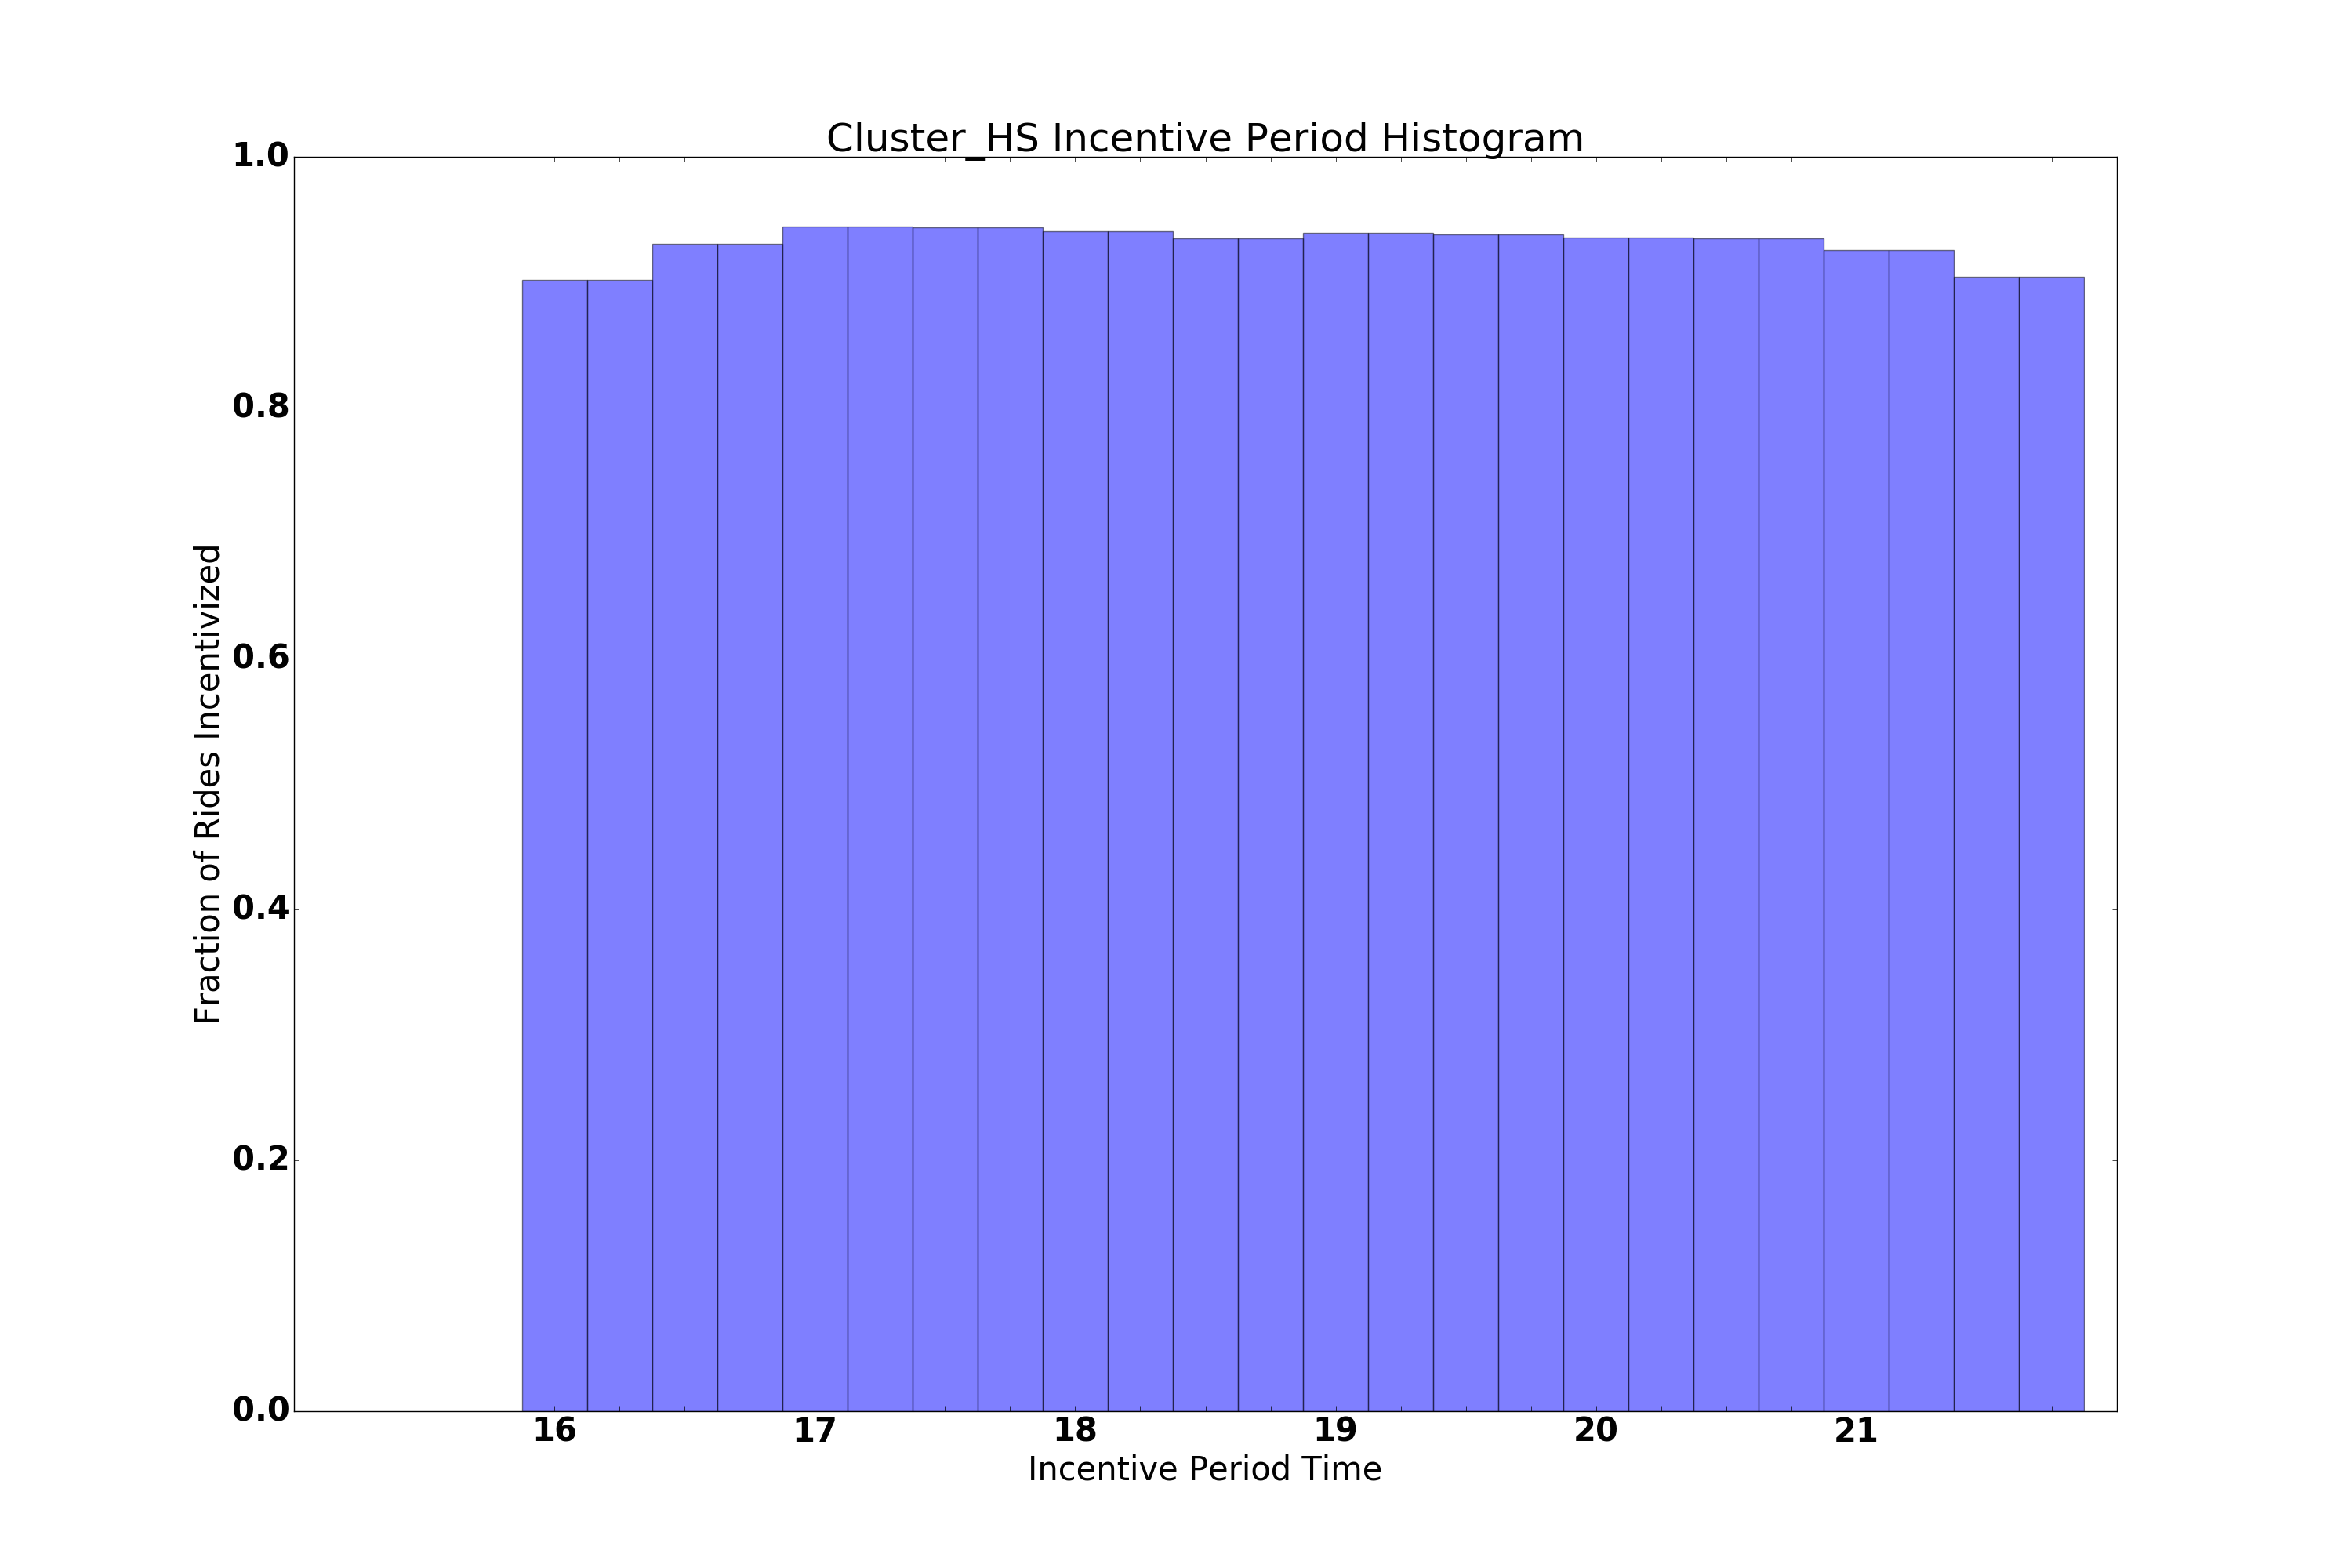 Cluster_HS Incentive Period Histogram
1.0
0.8
0.6
0.4
0.2
0.0
Fraction of Rides Incentivized
16 17 18 19 20 21
Incentive Period Time